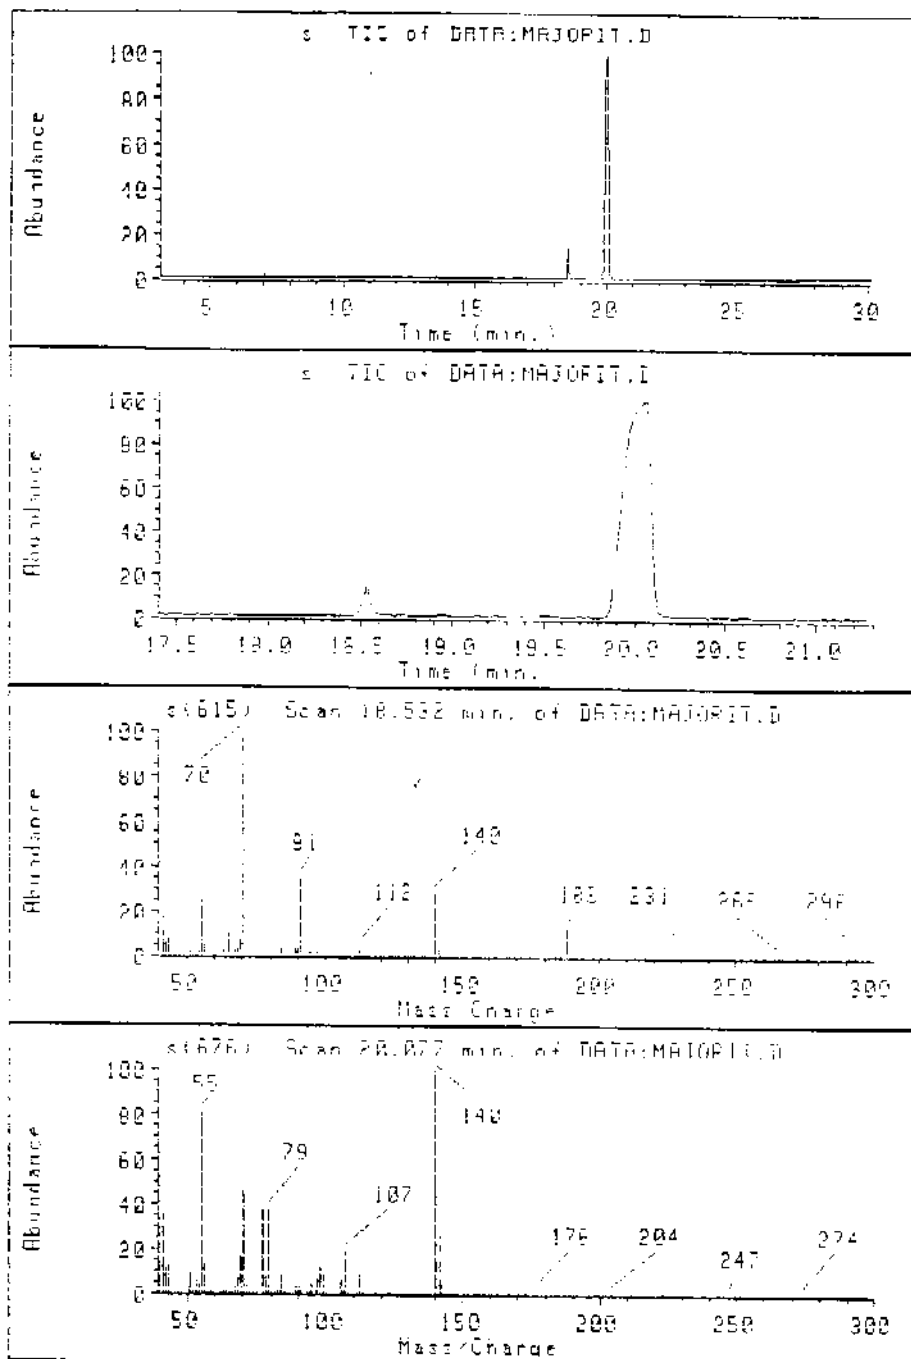 s TIC of DATA:MAJORIT.D
100
80
60
40
20
0
Abundance
5 10 15 20 25 30
Time (min.)
s TIC of DATA:MAJORIT.D
100
80
60
40
20
0
Abundance
17.5 18.0 18.5 19.0 19.5 20.0 20.5 21.0
Time (min.
s(615) Scan 18.532 min. of DATA:MAJORIT.D
100
80
60
40
20
0
Abundance
70
91
112
140
231
50 100 150 200 250 300
Mass Charge
s(676) Scan 20.077 min. of DATA:MAJORIT.D
100
80
60
40
20
0
Abundance
55
79
107
140
176
204
247
274
50 100 150 200 250 300
Mass/Charge